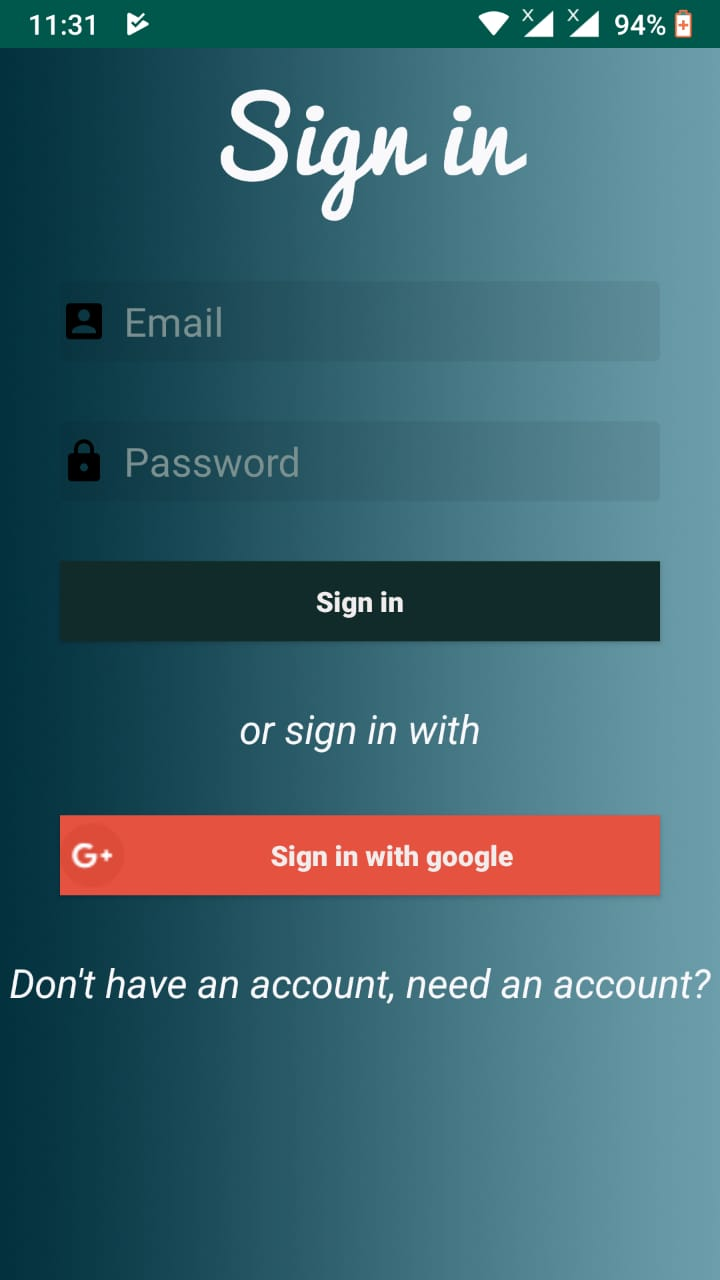 11:31 94%
Sign in
Email
Password
Sign in
or sign in with
G+ Sign in with google
Don't have an account, need an account?